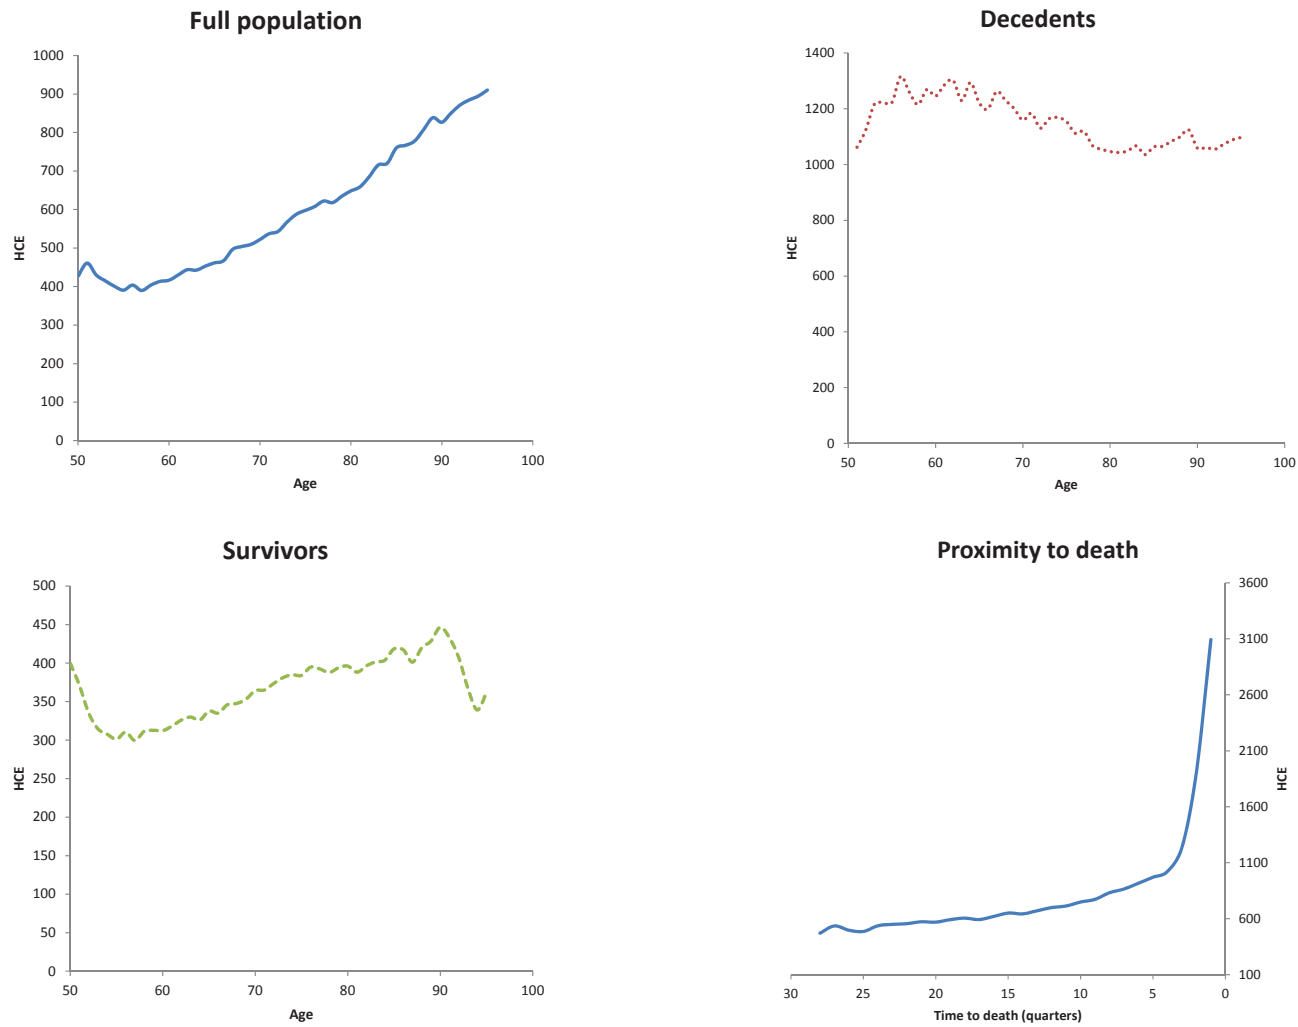 Full population
1000
900
800
700
600
500
400
300
200
100
0
HCE
50 60 70 80 90 100
Age
Decedents
1400
1200
1000
800
600
400
200
0
HCE
50 60 70 80 90 100
Age
Survivors
500
450
400
350
300
250
200
150
100
50
0
HCE
50 60 70 80 90 100
Age
Proximity to death
3600
3100
2600
2100
1600
1100
600
100
HCE
30 25 20 15 10 5 0
Time to death (quarters)